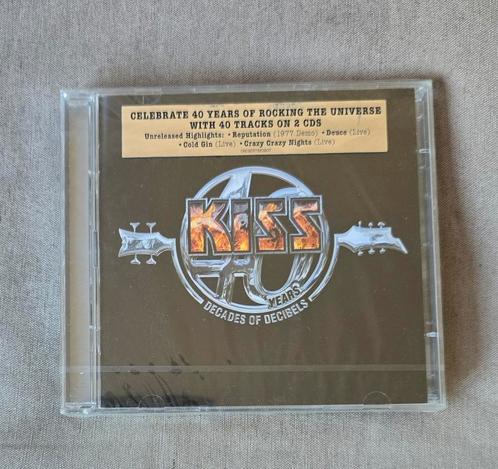 CELEBRATE 40 YEARS OF ROCKING THE UNIVERSE
WITH 40 TRACKS ON 2 CDS
Unreleased Highlights: • Reputation (1977 Demo) • Deuce (Live)
• Cold Gin (Live) • Crazy Crazy Nights (Live)
40
KISS
YEARS
DECADES OF DECIBELS